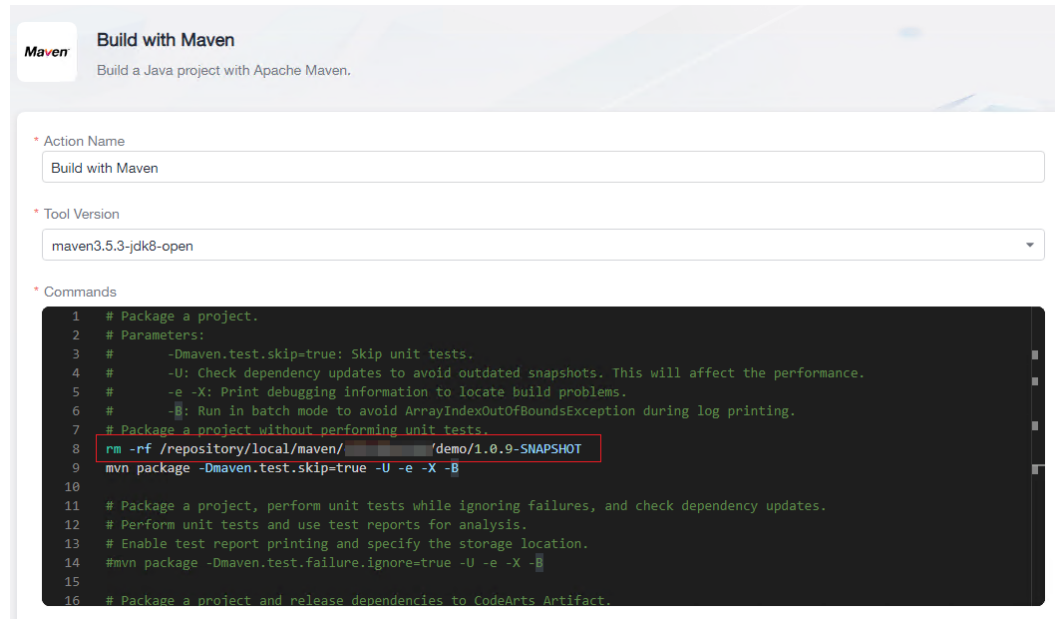 Maven
Build with Maven
Build a Java project with Apache Maven.
* Action Name
Build with Maven
* Tool Version
maven3.5.3-jdk8-open
* Commands
1 # Package a project.
2 # Parameters:
3 # -Dmaven.test.skip=true: Skip unit tests.
4 # -U: Check dependency updates to avoid outdated snapshots. This will affect the performance.
5 # -e -X: Print debugging information to locate build problems.
6 # -B: Run in batch mode to avoid ArrayIndexOutOfBoundsException during log printing.
7 # Package a project without performing unit tests.
8 rm -rf /repository/local/maven/ /demo/1.0.9-SNAPSHOT
9 mvn package -Dmaven.test.skip=true -U -e -X -B
10
11 # Package a project, perform unit tests while ignoring failures, and check dependency updates.
12 # Perform unit tests and use test reports for analysis.
13 # Enable test report printing and specify the storage location.
14 #mvn package -Dmaven.test.failure.ignore=true -U -e -X -B
15
16 # Package a project and release dependencies to CodeArts Artifact.